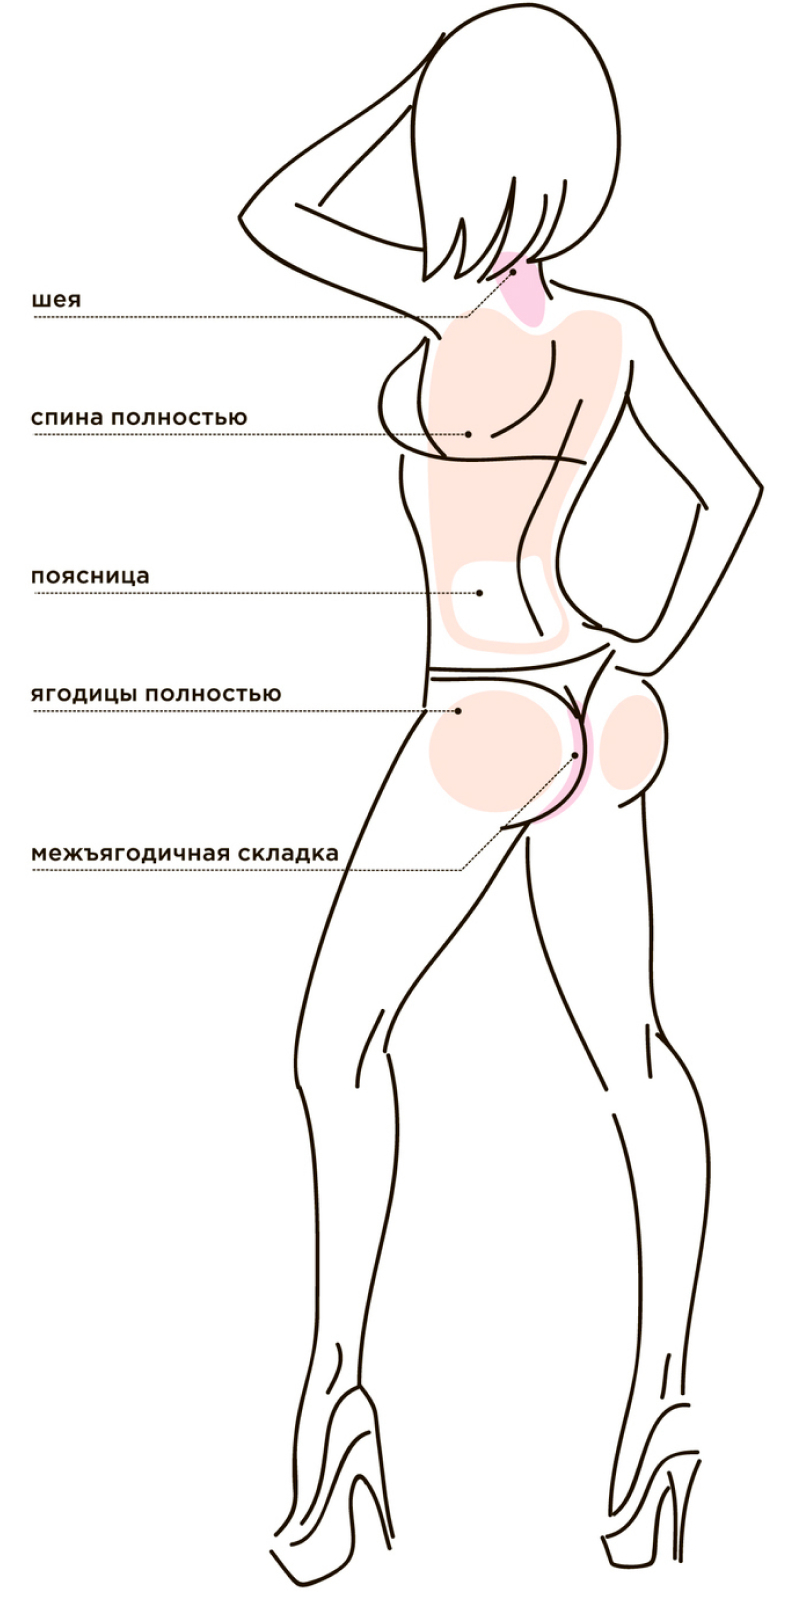 шея
спина полностью
поясница
ягодицы полностью
межъягодичная складка